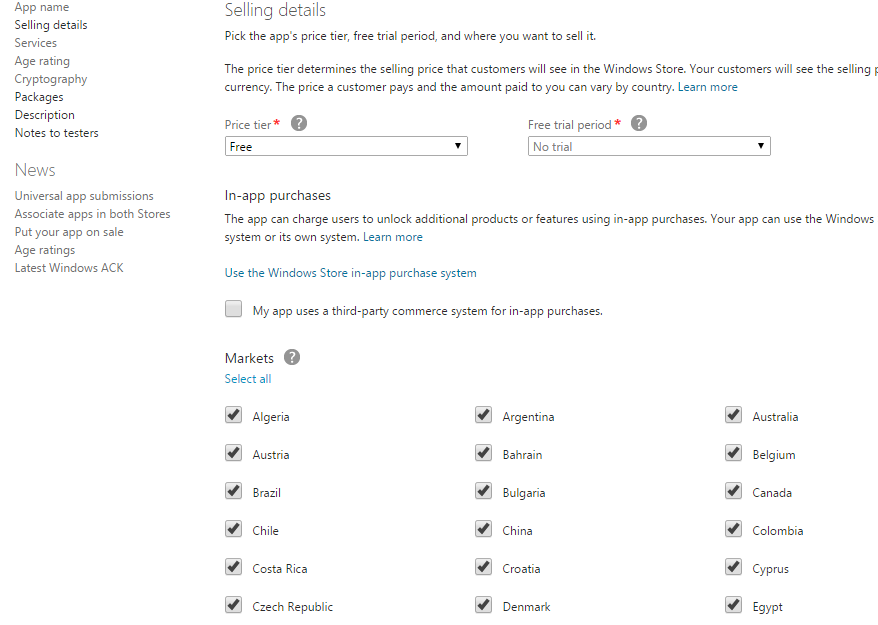 App name
Selling details
Services
Age rating
Cryptography
Packages
Description
Notes to testers
News
Universal app submissions
Associate apps in both Stores
Put your app on sale
Age ratings
Latest Windows ACK
Selling details
Pick the app's price tier, free trial period, and where you want to sell it.
The price tier determines the selling price that customers will see in the Windows Store. Your customers will see the selling
currency. The price a customer pays and the amount paid to you can vary by country. Learn more
Price tier * ?
Free
Free trial period * ?
No trial
In-app purchases
The app can charge users to unlock additional products or features using in-app purchases. Your app can use the Windows
system or its own system. Learn more
Use the Windows Store in-app purchase system
My app uses a third-party commerce system for in-app purchases.
Markets ?
Select all
Algeria Argentina Australia
Austria Bahrain Belgium
Brazil Bulgaria Canada
Chile China Colombia
Costa Rica Croatia Cyprus
Czech Republic Denmark Egypt